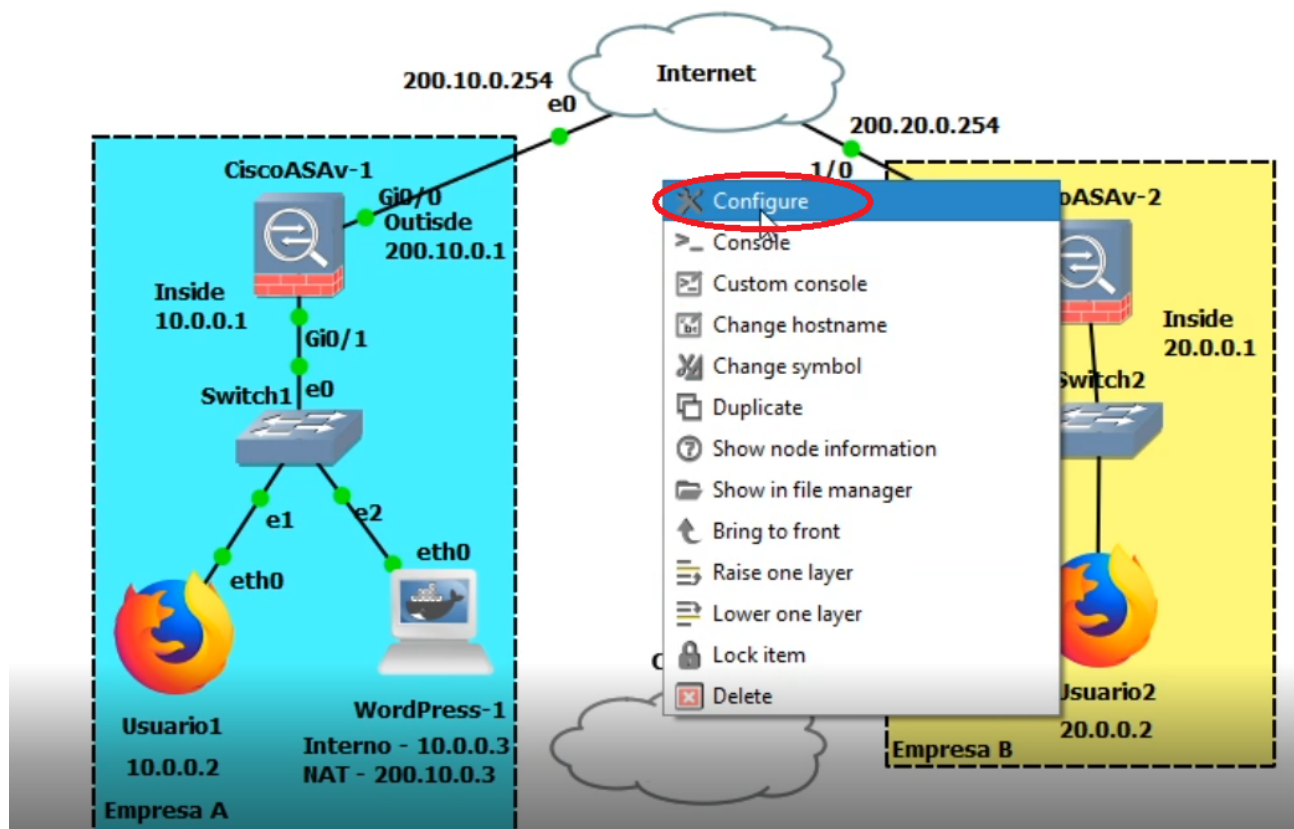 Internet
200.10.0.254
e0
200.20.0.254
1/0
CiscoASAv-1
Gi0/0
Outisde
200.10.0.1
Inside
10.0.0.1
Gi0/1
Switch1
e0
e1
e2
eth0
eth0
Usuario1
10.0.0.2
WordPress-1
Interno - 10.0.0.3
NAT - 200.10.0.3
Empresa A
Configure
Console
Custom console
Change hostname
Change symbol
Duplicate
Show node information
Show in file manager
Bring to front
Raise one layer
Lower one layer
Lock item
Delete
C
oASAv-2
Inside
20.0.0.1
Switch2
Usuario2
20.0.0.2
Empresa B